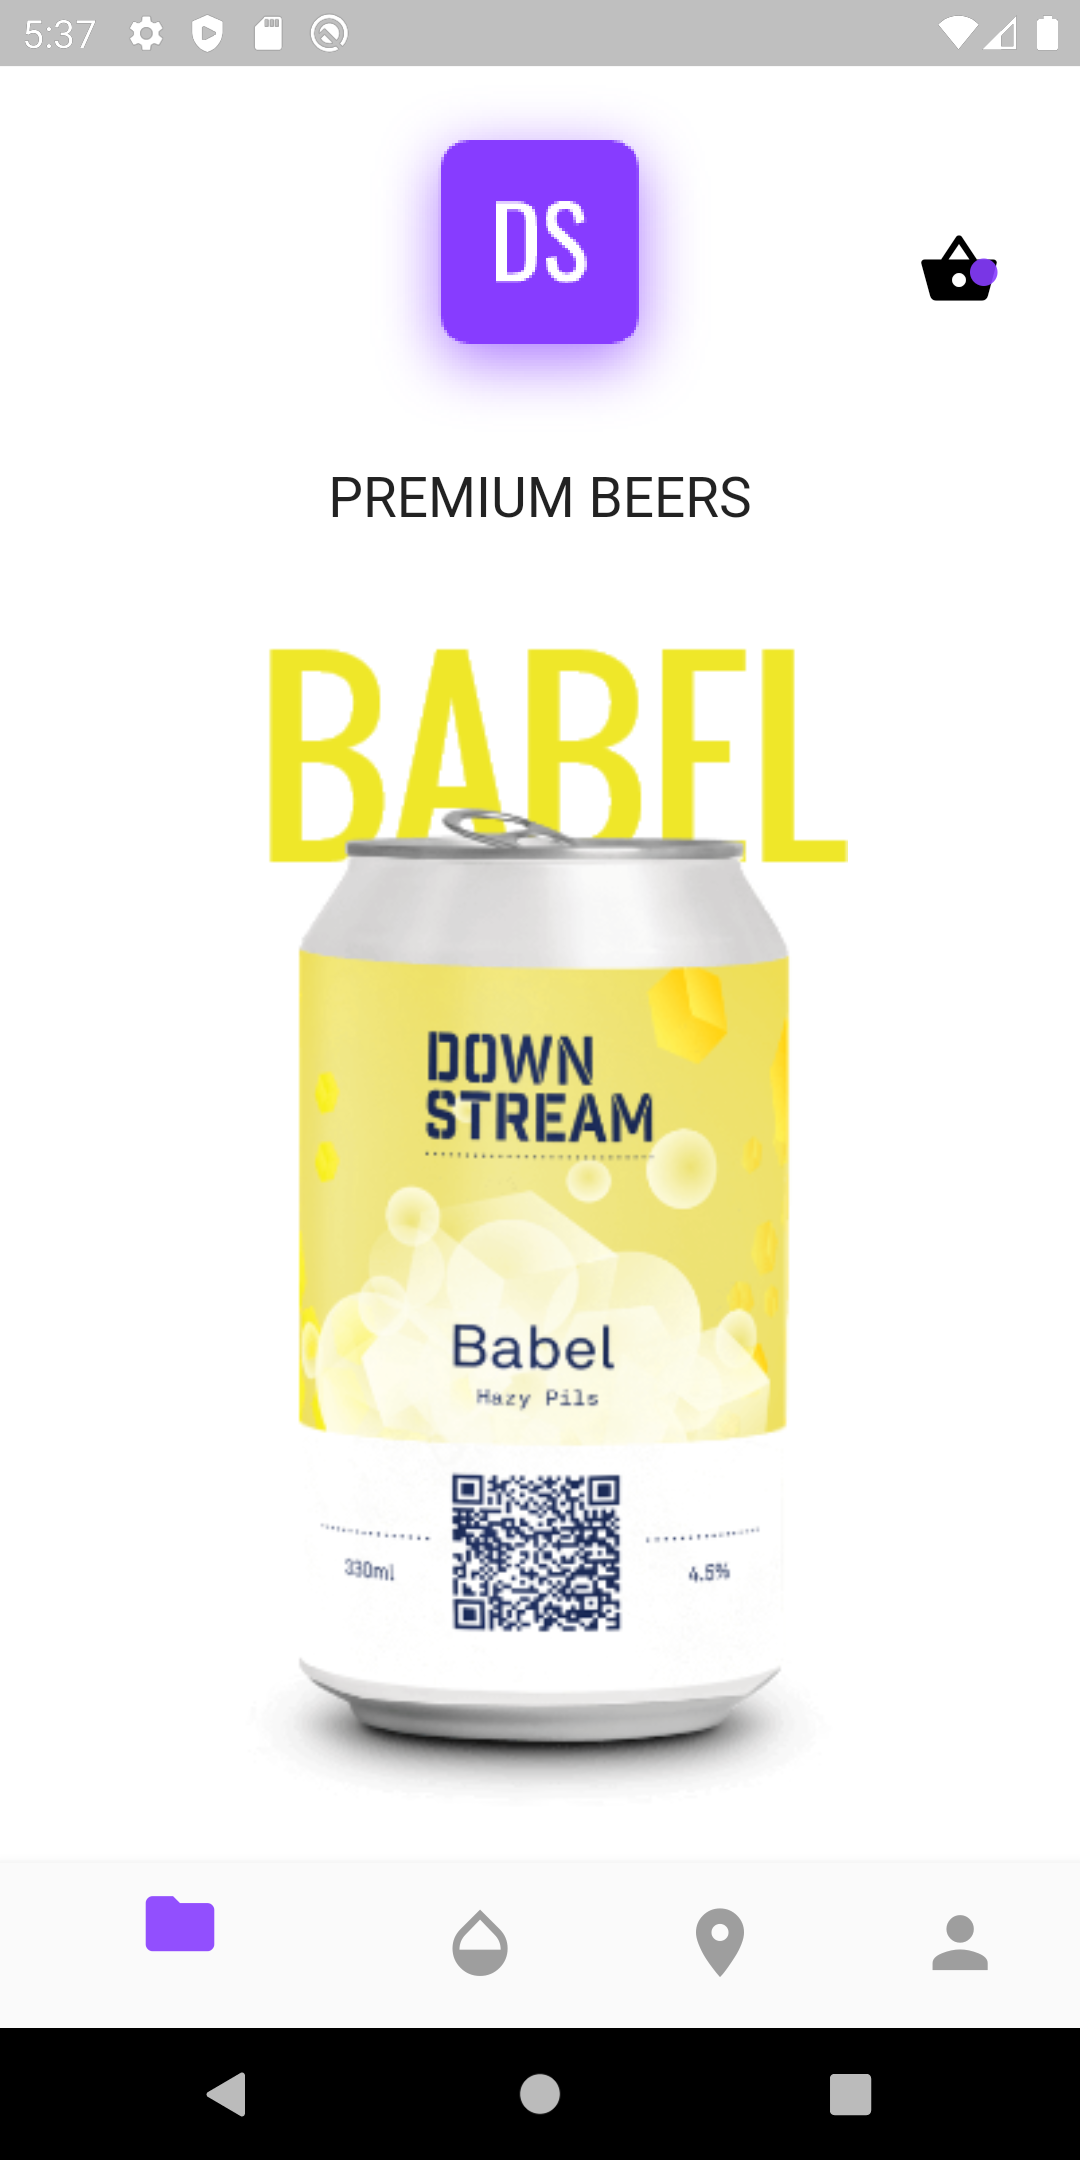 5:37
DS
PREMIUM BEERS
BABEL
DOWN
STREAM
Babel
Hazy Pils
330ml
4.5%